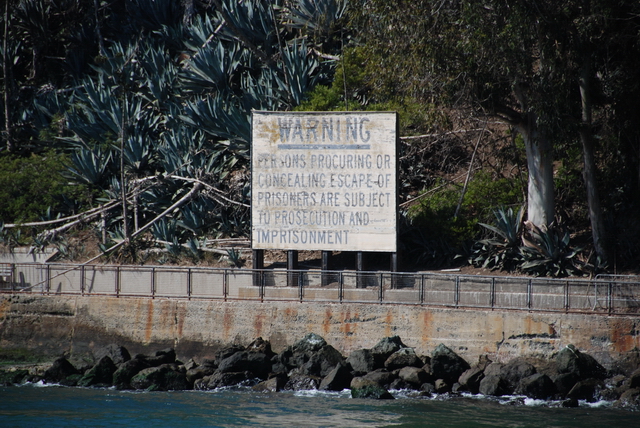 WARNING
PERSONS PROCURING OR
CONCEALING ESCAPE OF
PRISONERS ARE SUBJECT
TO PROSECUTION AND
IMPRISONMENT